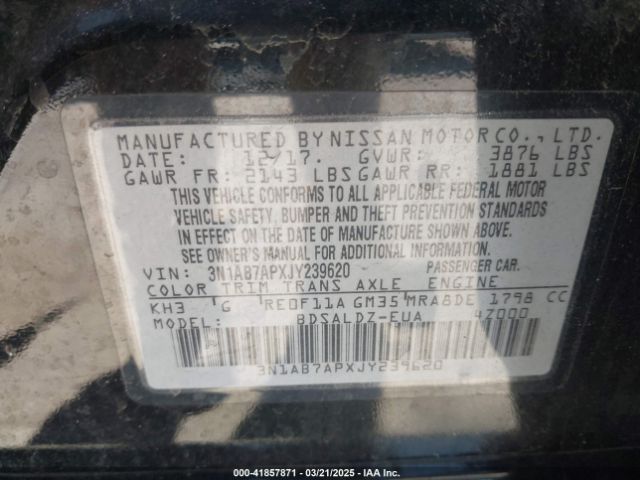 MANUFACTURED BY NISSAN MOTOR CO., LTD.
DATE: 12/17. GVWR: 3876 LBS
GAWR FR: 2143 LBS GAWR RR: 1881 LBS
THIS VEHICLE CONFORMS TO ALL APPLICABLE FEDERAL MOTOR
VEHICLE SAFETY, BUMPER AND THEFT PREVENTION STANDARDS
IN EFFECT ON THE DATE OF MANUFACTURE SHOWN ABOVE.
SEE OWNER'S MANUAL FOR ADDITIONAL INFORMATION.
VIN: 3N1AB7APXJY239620 PASSENGER CAR.
COLOR TRIM TRANS AXLE ENGINE
KH3 G RE0F11A GM35 MRA8DE 1798 CC
MODEL: BDSALDZ-EUA 4Z000
3N1AB7APXJY239620
000-41857871 | 03/21/2025 | IAA Inc.